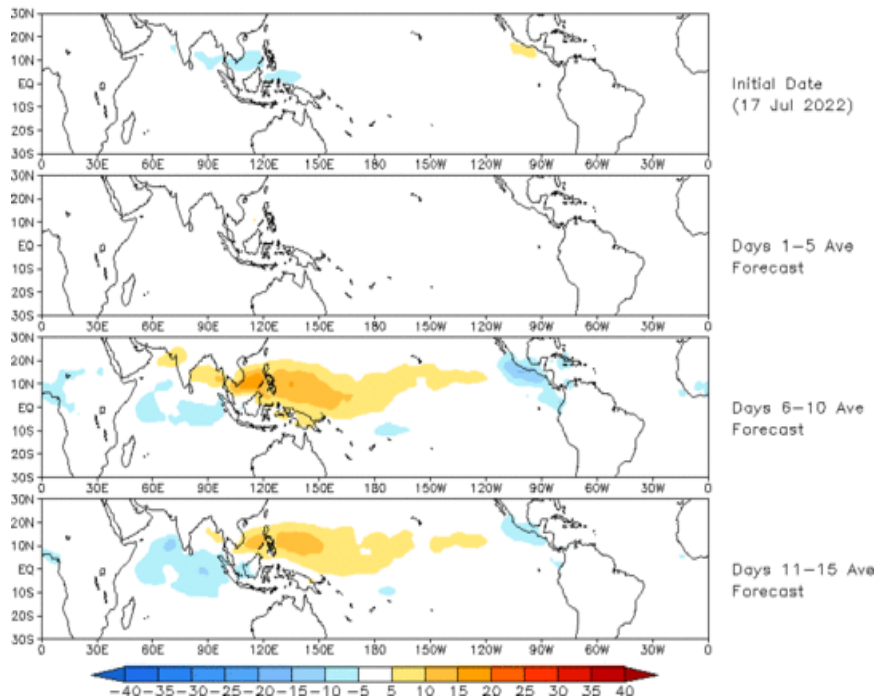 30N
20N
10N
EQ
10S
20S
30S
0 30E 60E 90E 120E 150E 180 150W 120W 90W 60W 30W 0
Initial Date
(17 Jul 2022)
30N
20N
10N
EQ
10S
20S
30S
0 30E 60E 90E 120E 150E 180 150W 120W 90W 60W 30W 0
Days 1-5 Ave
Forecast
30N
20N
10N
EQ
10S
20S
30S
0 30E 60E 90E 120E 150E 180 150W 120W 90W 60W 30W 0
Days 6-10 Ave
Forecast
30N
20N
10N
EQ
10S
20S
30S
0 30E 60E 90E 120E 150E 180 150W 120W 90W 60W 30W 0
Days 11-15 Ave
Forecast
-40 -35 -30 -25 -20 -15 -10 -5 5 10 15 20 25 30 35 40